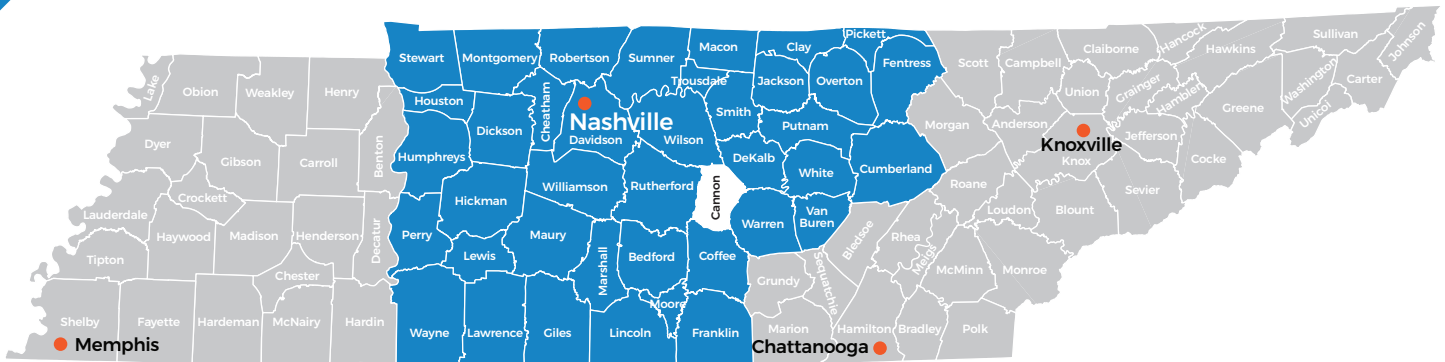 Stewart
Montgomery
Robertson
Sumner
Macon
Clay
Pickett
Fentress
Scott
Campbell
Claiborne
Hancock
Hawkins
Sullivan
Johnson
Lake
Obion
Weakley
Henry
Houston
Dickson
Cheatham
Nashville
Davidson
Trousdale
Smith
Jackson
Overton
Union
Grainger
Hamblen
Greene
Washington
Unicoi
Carter
Dyer
Gibson
Carroll
Benton
Humphreys
Wilson
Putnam
DeKalb
White
Cumberland
Morgan
Anderson
Knoxville
Knox
Jefferson
Cocke
Sevier
Crockett
Lauderdale
Haywood
Madison
Henderson
Decatur
Hickman
Williamson
Rutherford
Cannon
Warren
Van
Buren
Bledsoe
Rhea
Roane
Loudon
Blount
Tipton
Chester
Perry
Lewis
Maury
Marshall
Bedford
Coffee
Grundy
Sequatchie
Meigs
McMinn
Monroe
Shelby
Fayette
Hardeman
McNairy
Hardin
Wayne
Lawrence
Giles
Lincoln
Moore
Franklin
Marion
Hamilton
Bradley
Polk
Memphis
Chattanooga